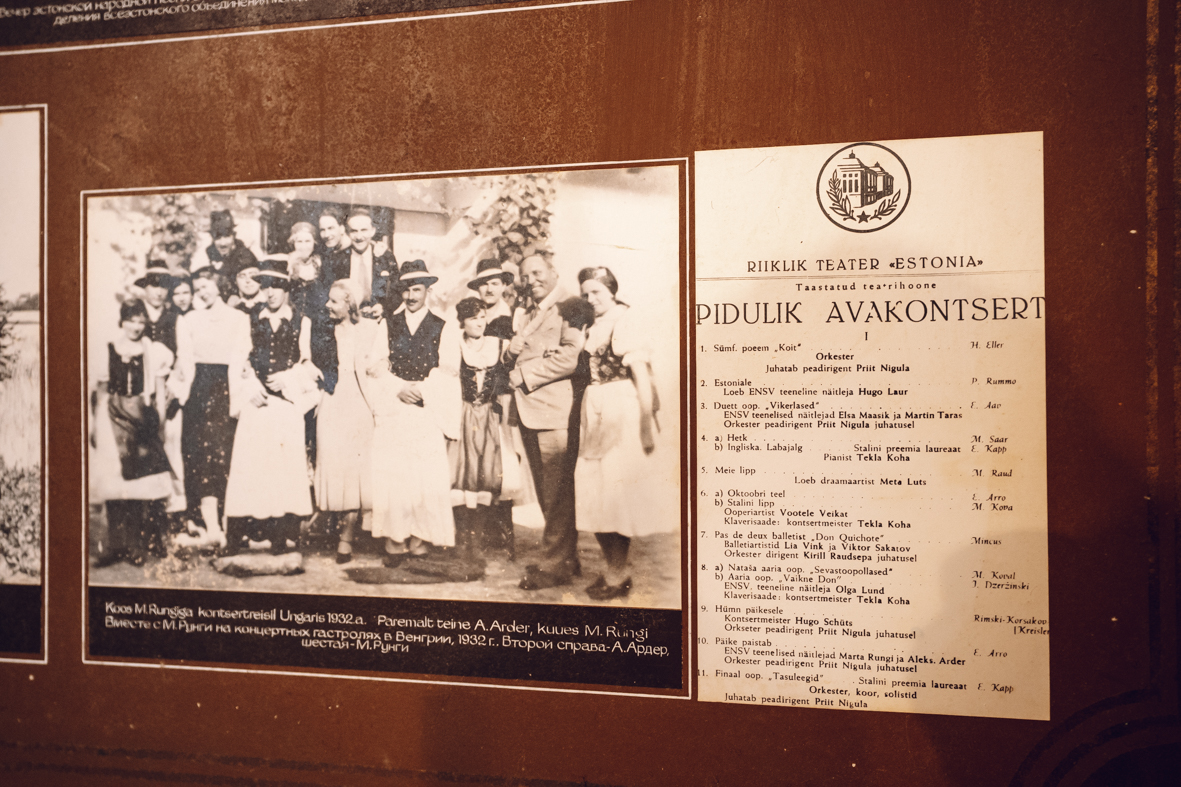 Вечер эстонской народной песни
деления Всеэстонского объединения
Koos M. Rungiga kontsertreisil Ungaris 1932.a. Paremalt teine A. Arder, kuues M. Rungi
Вместе с М. Рунги на концертных гастролях в Венгрии, 1932 г.. Второй справа-А. Ардер,
шестая-М. Рунги
RIIKLIK TEATER «ESTONIA»
Taastatud teatrihoone
PIDULIK AVAKONTSERT
I
1. Sümf. poeem „Koit“ H. Eller
Orkester
Juhatab peadirigent Priit Nigula
2. Estoniale P. Rummo
Loeb ENSV teeneline näitleja Hugo Laur
3. Duett oop. „Vikerlased“ E. Aav
ENSV teenelised näitlejad Elsa Maasik ja Martin Taras
Orkester peadirigent Priit Nigula juhatusel
4. a) Hetk M. Saar
b) Ingliska. Labajalg Stalini preemia laureaat E. Kapp
Pianist Tekla Koha
5. Meie lipp M. Raud
Loeb draamaartist Meta Luts
6. a) Oktoobri teel E. Arro
b) Stalini lipp M. Kova
Ooperiartist Vootele Veikat
Klaverisaade: kontsertmeister Tekla Koha
7. Pas de deux balletist „Don Quichote“ Mincus
Balletiartistid Lia Vink ja Viktor Sakatov
Orkester dirigent Kirill Raudsepa juhatusel
8. a) Nataša aaria oop. „Sevastoopollased“ M. Koval
b) Aaria oop. „Vaikne Don“ I. Dzeržinski
ENSV. teeneline näitleja Olga Lund
Klaverisaade: kontsertmeister Tekla Koha
9. Hümn päikesele Rimski-Korsakov
Kontsertmeister Hugo Schüts [Kreisler
Orkseter peadirigent Priit Nigula juhatusel
10. Päike paistab E. Arro
ENSV teenelised näitlejad Marta Rungi ja Aleks. Arder
Orkester peadirigent Priit Nigula juhatusel
11. Finaal oop. „Tasuleegid“ Stalini preemia laureaat E. Kapp
Orkester, koor, solistid
Juhatab peadirigent Priit Nigula